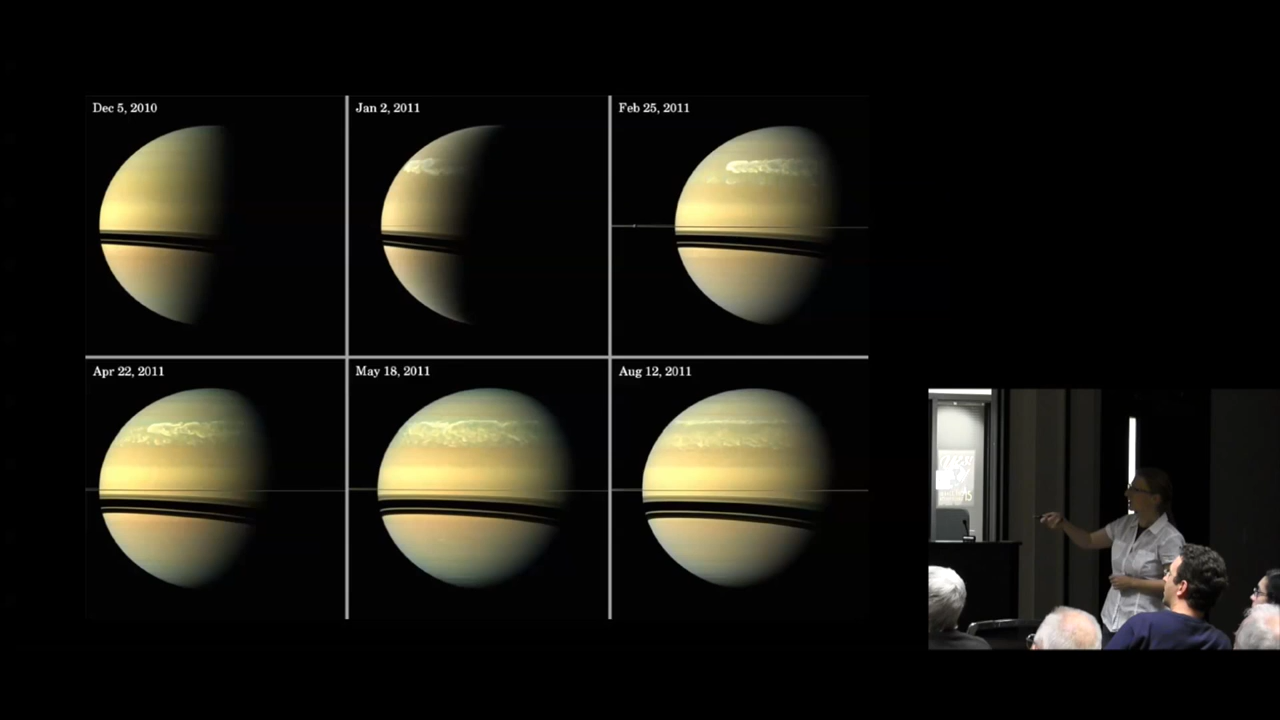 Dec 5, 2010
Jan 2, 2011
Feb 25, 2011
Apr 22, 2011
May 18, 2011
Aug 12, 2011